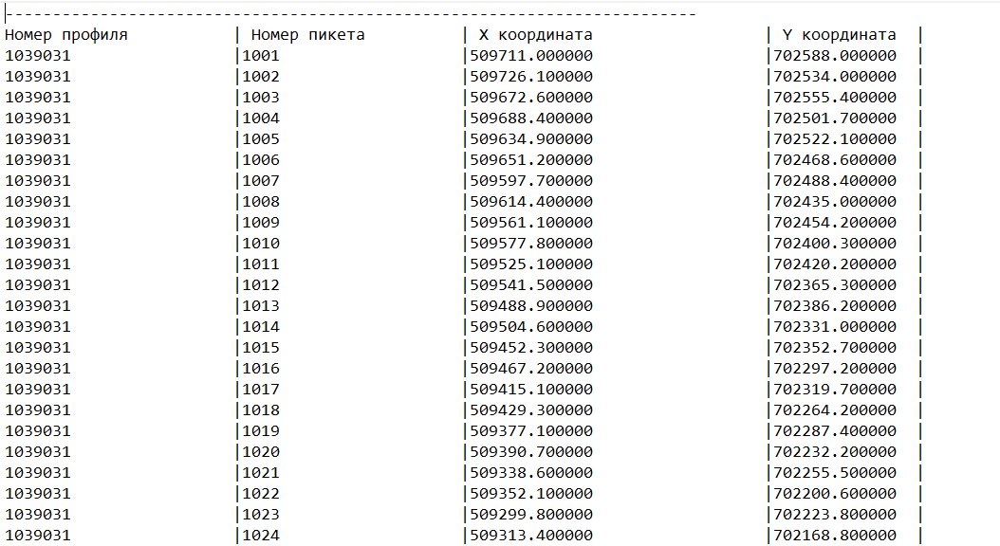 -------------------------------------------------------------------------
Номер профиля | Номер пикета | X координата | Y координата |
1039031 |1001 |509711.000000 |702588.000000 |
1039031 |1002 |509726.100000 |702534.000000 |
1039031 |1003 |509672.600000 |702555.400000 |
1039031 |1004 |509688.400000 |702501.700000 |
1039031 |1005 |509634.900000 |702522.100000 |
1039031 |1006 |509651.200000 |702468.600000 |
1039031 |1007 |509597.700000 |702488.400000 |
1039031 |1008 |509614.400000 |702435.000000 |
1039031 |1009 |509561.100000 |702454.200000 |
1039031 |1010 |509577.800000 |702400.300000 |
1039031 |1011 |509525.100000 |702420.200000 |
1039031 |1012 |509541.500000 |702365.300000 |
1039031 |1013 |509488.900000 |702386.200000 |
1039031 |1014 |509504.600000 |702331.000000 |
1039031 |1015 |509452.300000 |702352.700000 |
1039031 |1016 |509467.200000 |702297.200000 |
1039031 |1017 |509415.100000 |702319.700000 |
1039031 |1018 |509429.300000 |702264.200000 |
1039031 |1019 |509377.100000 |702287.400000 |
1039031 |1020 |509390.700000 |702232.200000 |
1039031 |1021 |509338.600000 |702255.500000 |
1039031 |1022 |509352.100000 |702200.600000 |
1039031 |1023 |509299.800000 |702223.800000 |
1039031 |1024 |509313.400000 |702168.800000 |